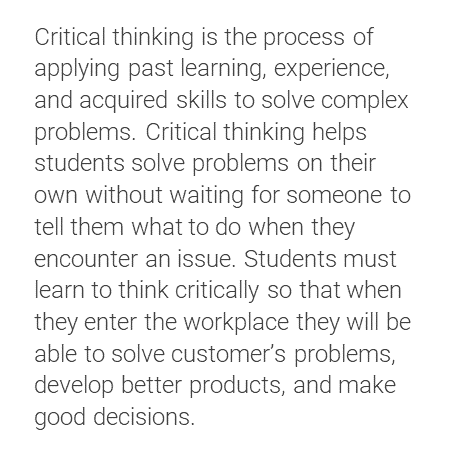 Critical thinking is the process of
applying past learning, experience,
and acquired skills to solve complex
problems. Critical thinking helps
students solve problems on their
own without waiting for someone to
tell them what to do when they
encounter an issue. Students must
learn to think critically so that when
they enter the workplace they will be
able to solve customer’s problems,
develop better products, and make
good decisions.